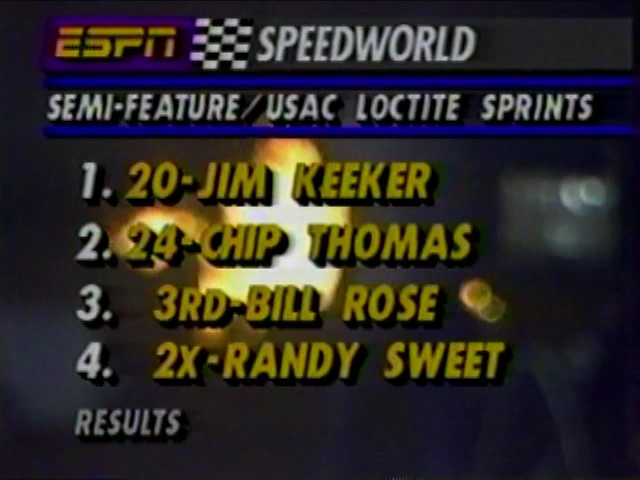 ESPN SPEEDWORLD
SEMI-FEATURE/USAC LOCTITE SPRINTS
1. 20-JIM KEEKER
2. 24-CHIP THOMAS
3. 3RD-BILL ROSE
4. 2X-RANDY SWEET
RESULTS